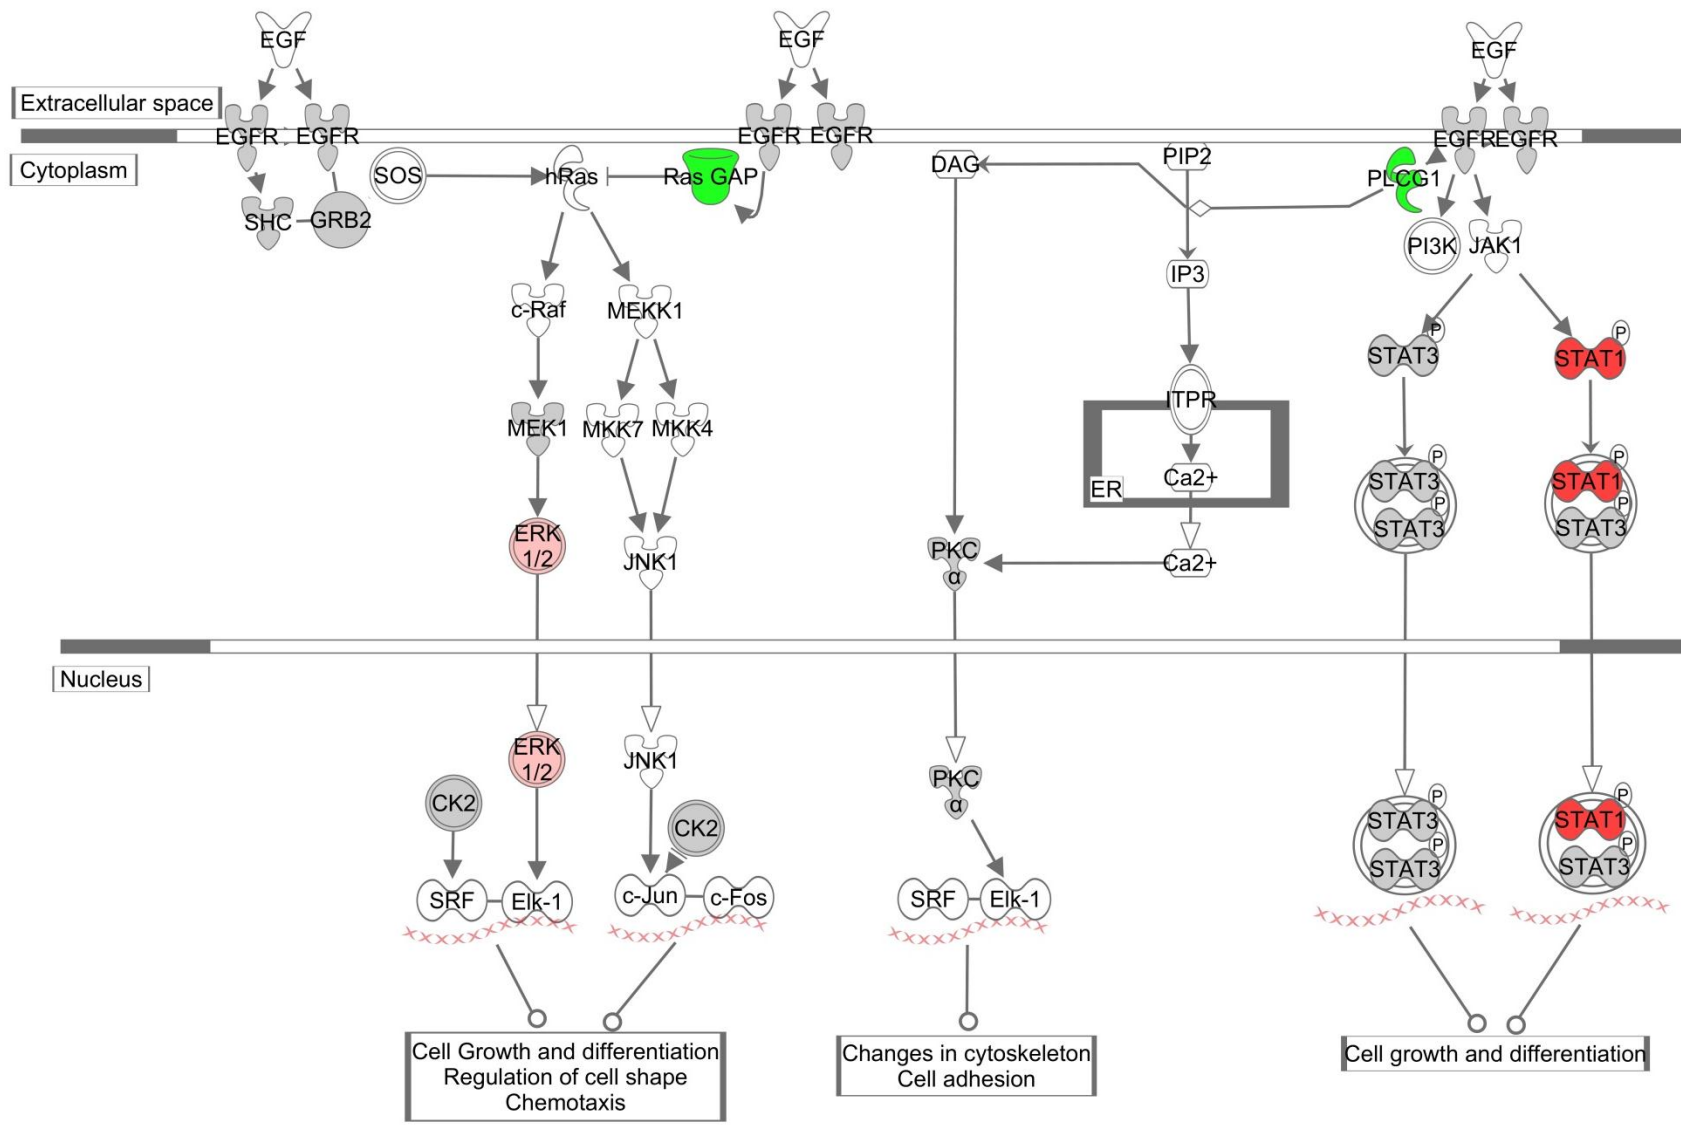 EGF
EGF
EGF
Extracellular space
EGFR
EGFR
EGFR
EGFR
EGFR
EGFR
Cytoplasm
SOS
hRas
Ras GAP
DAG
PIP2
PLCG1
SHC
GRB2
PI3K
JAK1
IP3
c-Raf
MEKK1
P
P
STAT3
STAT1
ITPR
MEK1
MKK7
MKK4
P
P
Ca2+
STAT3
STAT1
ER
P
P
STAT3
STAT3
ERK
1/2
JNK1
PKC
α
Ca2+
Nucleus
ERK
1/2
JNK1
PKC
α
CK2
CK2
P
P
STAT3
STAT1
P
P
STAT3
STAT3
SRF
Elk-1
c-Jun
c-Fos
SRF
Elk-1
Cell Growth and differentiation
Regulation of cell shape
Chemotaxis
Changes in cytoskeleton
Cell adhesion
Cell growth and differentiation